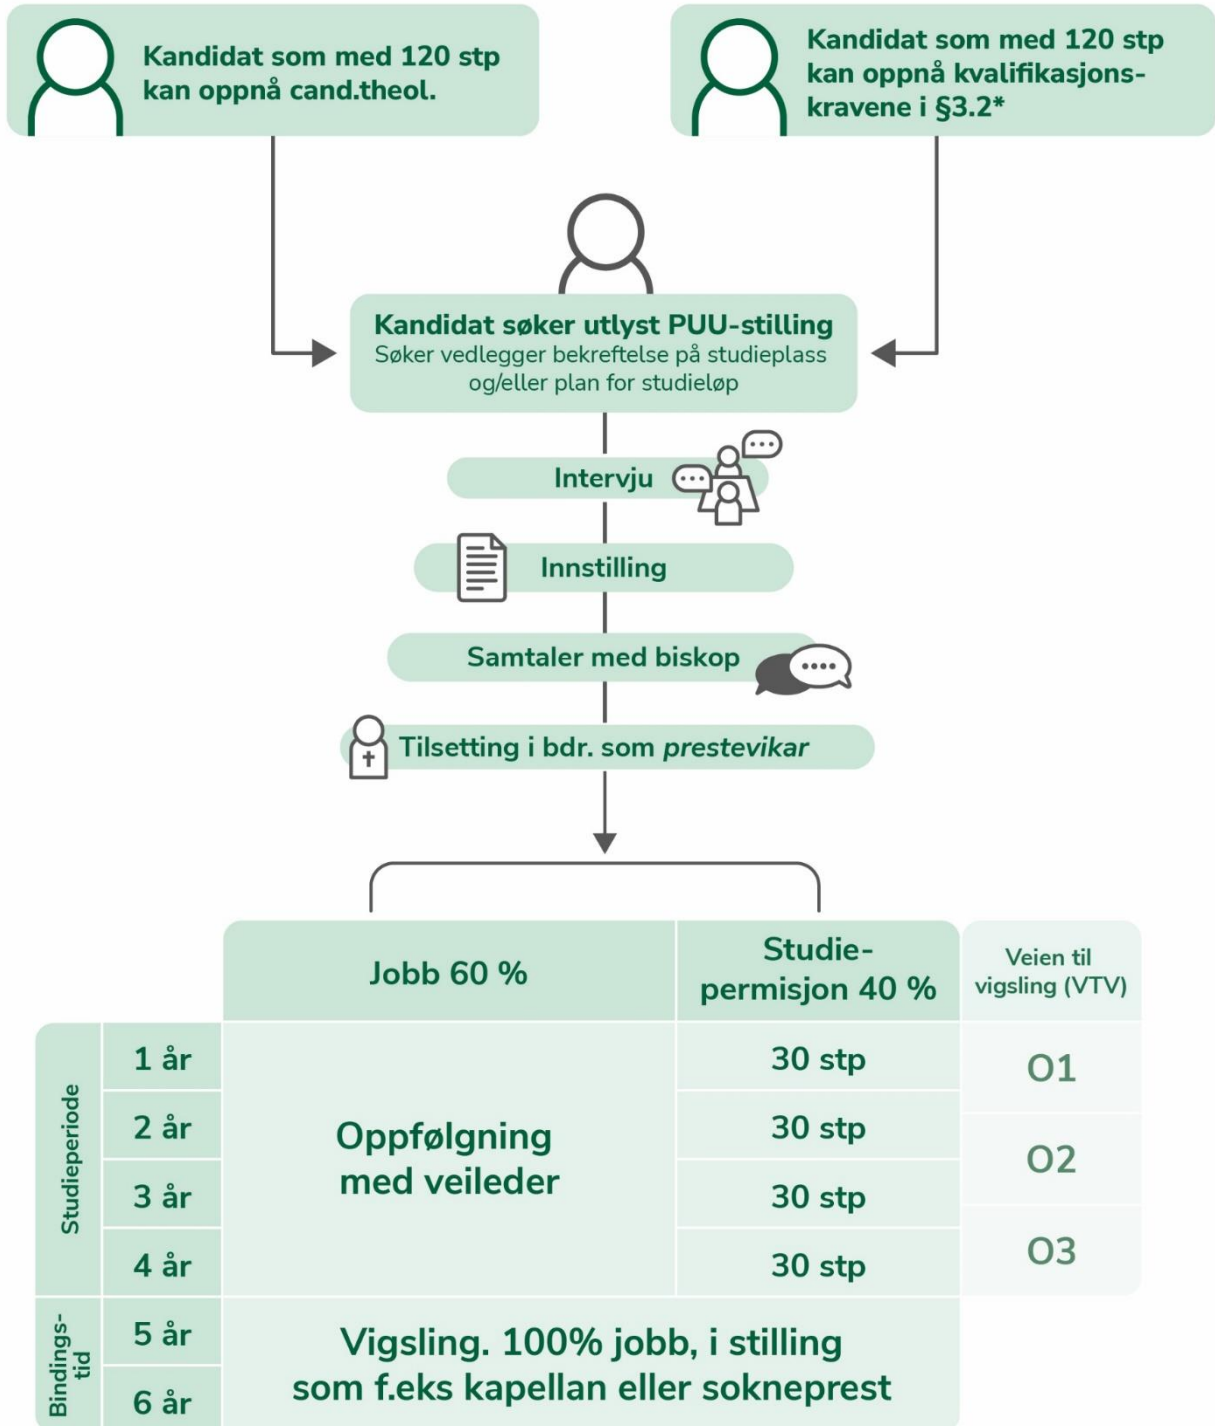 Kandidat som med 120 stp
kan oppnå cand.theol.
Kandidat som med 120 stp
kan oppnå kvalifikasjons-
kravene i §3.2*
Kandidat søker utlyst PUU-stilling
Søker vedlegger bekreftelse på studieplass
og/eller plan for studieløp
Intervju
Innstilling
Samtaler med biskop
Tilsetting i bdr. som prestevikar
Jobb 60 %
Studie-
permisjon 40 %
Veien til
vigsling (VTV)
Studieperiode
1 år
2 år
3 år
4 år
Oppfølgning
med veileder
30 stp
30 stp
30 stp
30 stp
O1
O2
O3
Bindings-
tid
5 år
6 år
Vigsling. 100% jobb, i stilling
som f.eks kapellan eller sokneprest